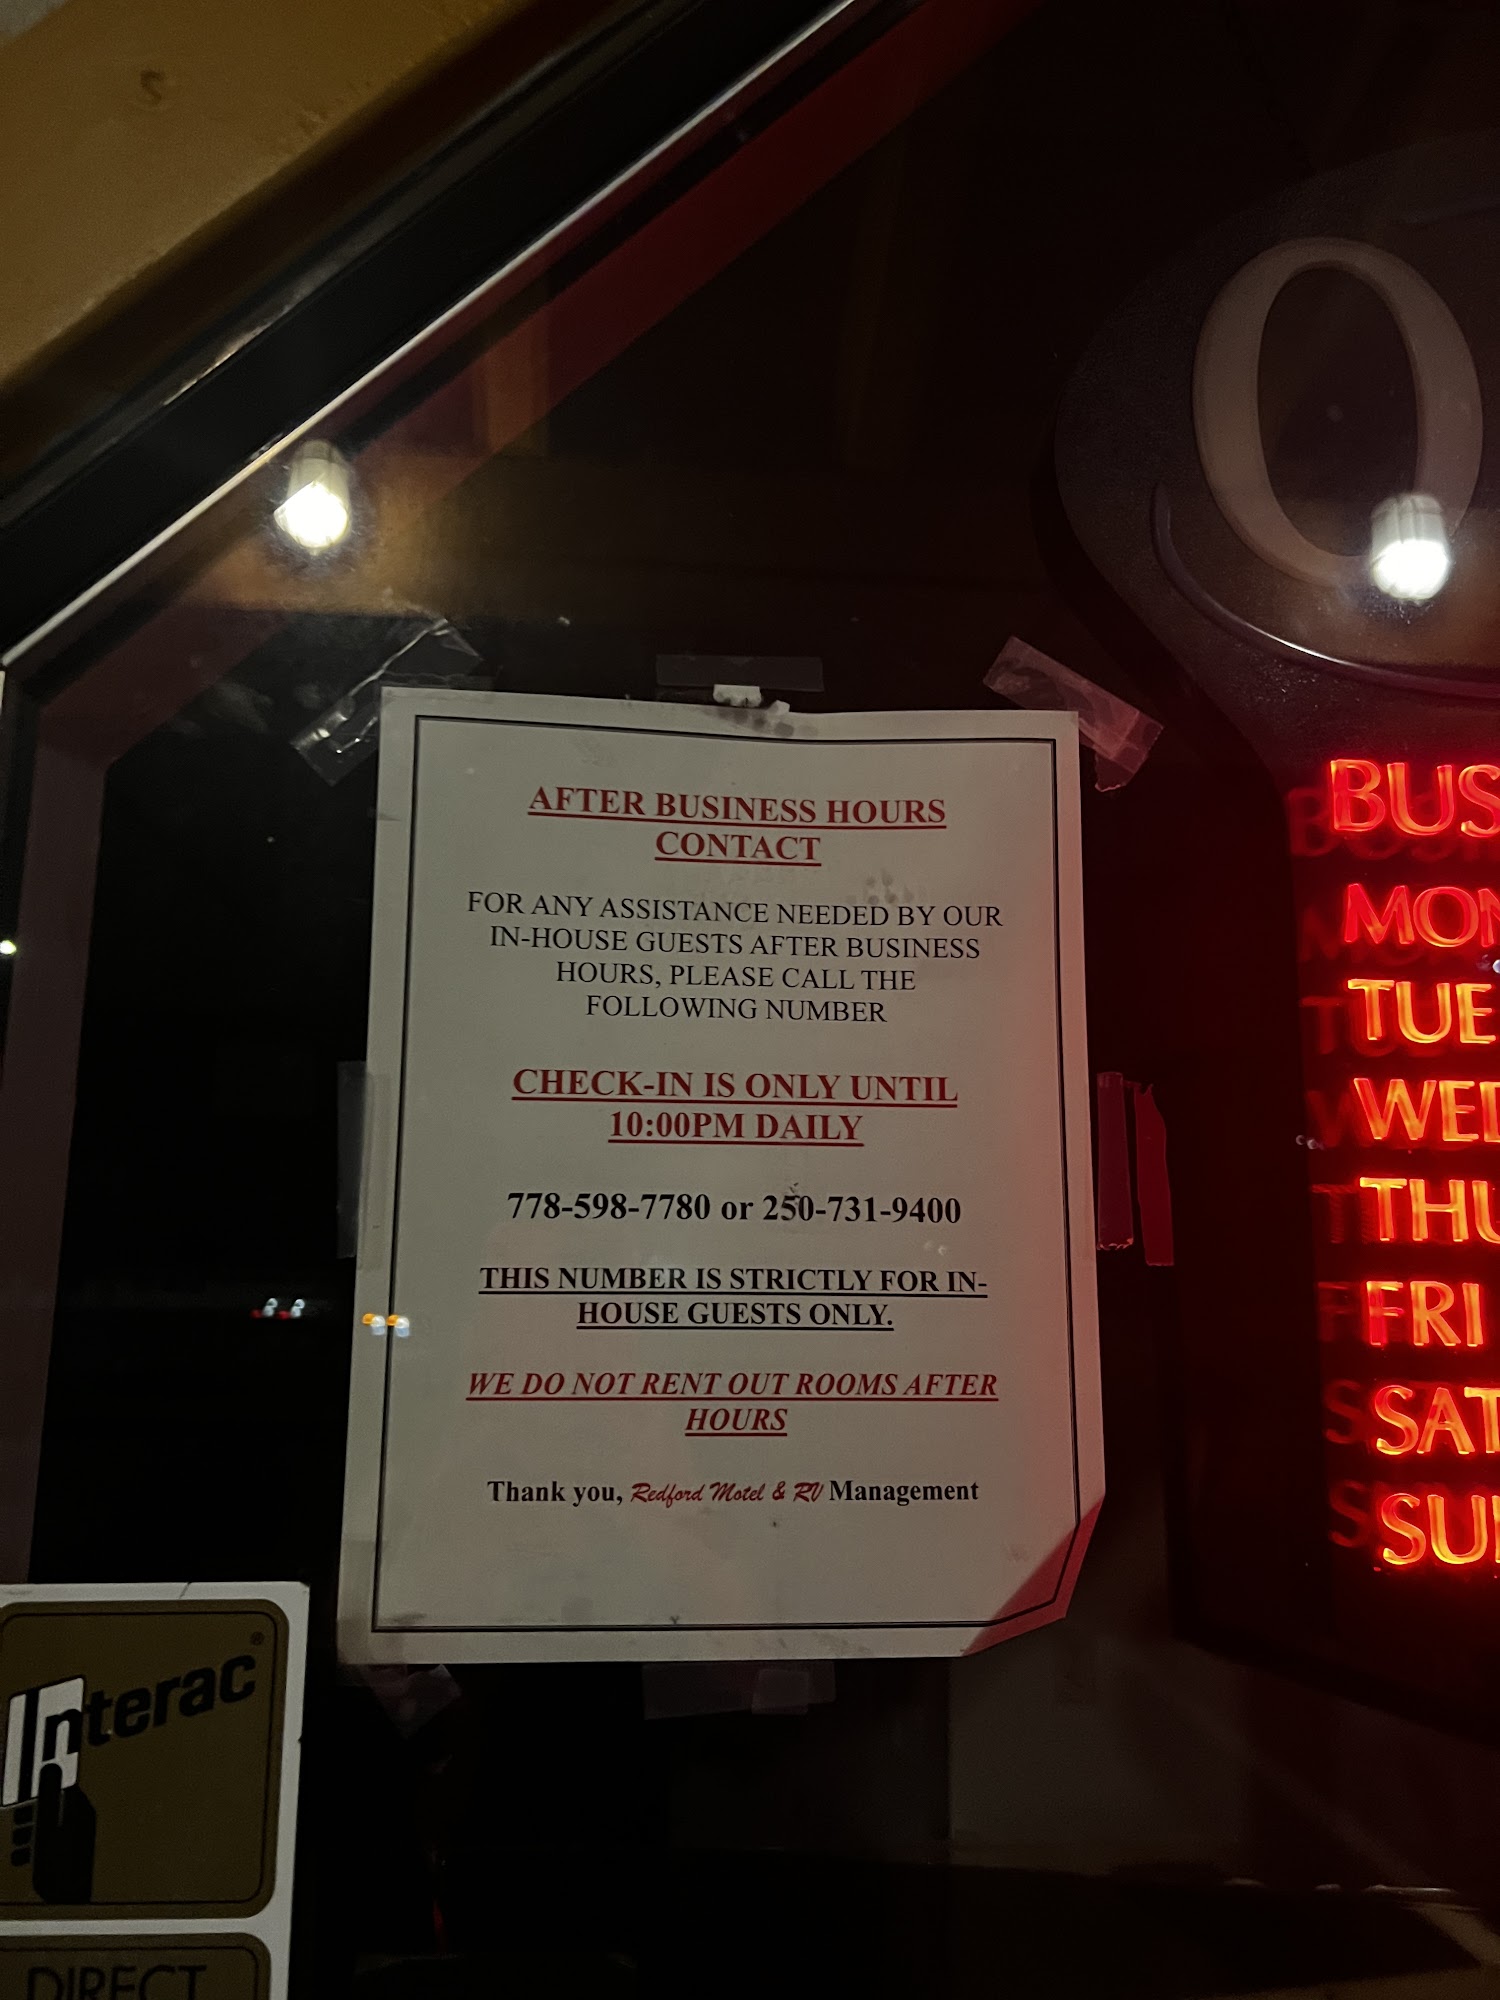 AFTER BUSINESS HOURS
CONTACT
FOR ANY ASSISTANCE NEEDED BY OUR
IN-HOUSE GUESTS AFTER BUSINESS
HOURS, PLEASE CALL THE
FOLLOWING NUMBER
CHECK-IN IS ONLY UNTIL
10:00PM DAILY
778-598-7780 or 250-731-9400
THIS NUMBER IS STRICTLY FOR IN-
HOUSE GUESTS ONLY.
WE DO NOT RENT OUT ROOMS AFTER
HOURS
Thank you, Redford Motel & RV Management
O
BUS
MON
TUE
WED
THU
FRI
SAT
SUN
Interac®
DIRECT